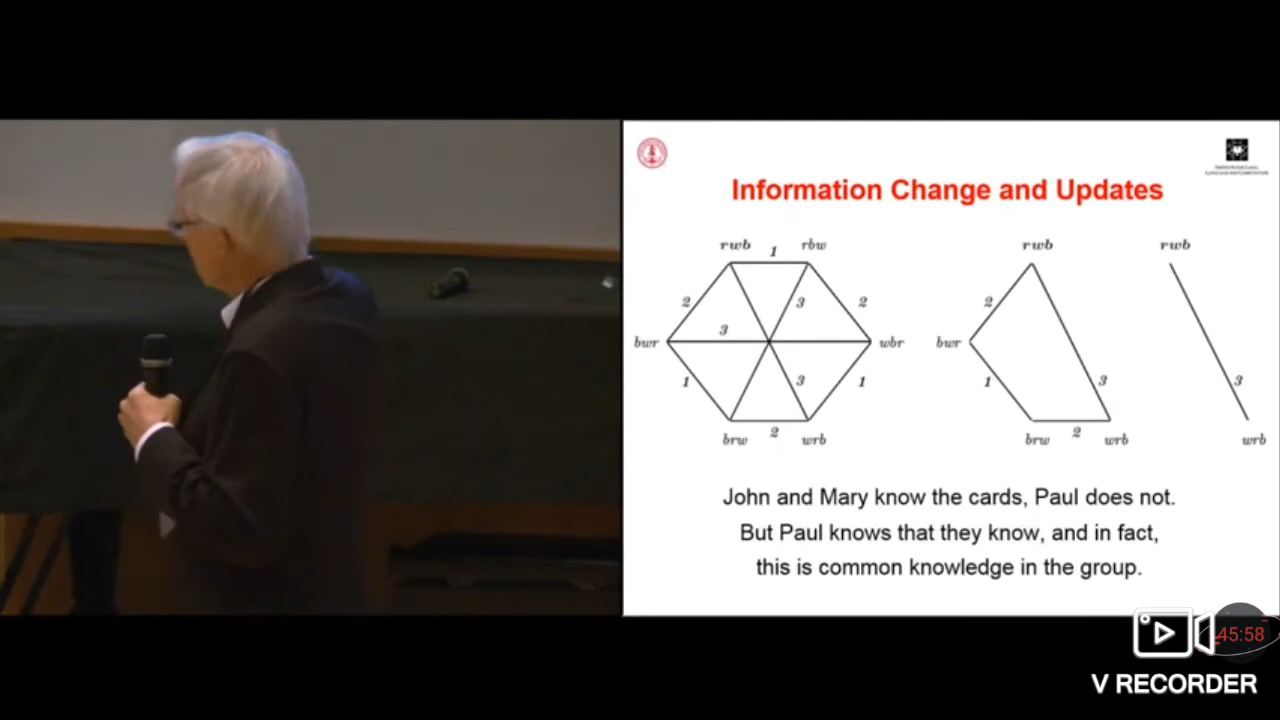 Information Change and Updates
rwb 1 rbw
2 3 2
3
bwr wbr
1 3 1
brw 2 wrb
rwb
2
bwr
1 3
brw 2 wrb
rwb
3
wrb
John and Mary know the cards, Paul does not.
But Paul knows that they know, and in fact,
this is common knowledge in the group.
45:58
V RECORDER